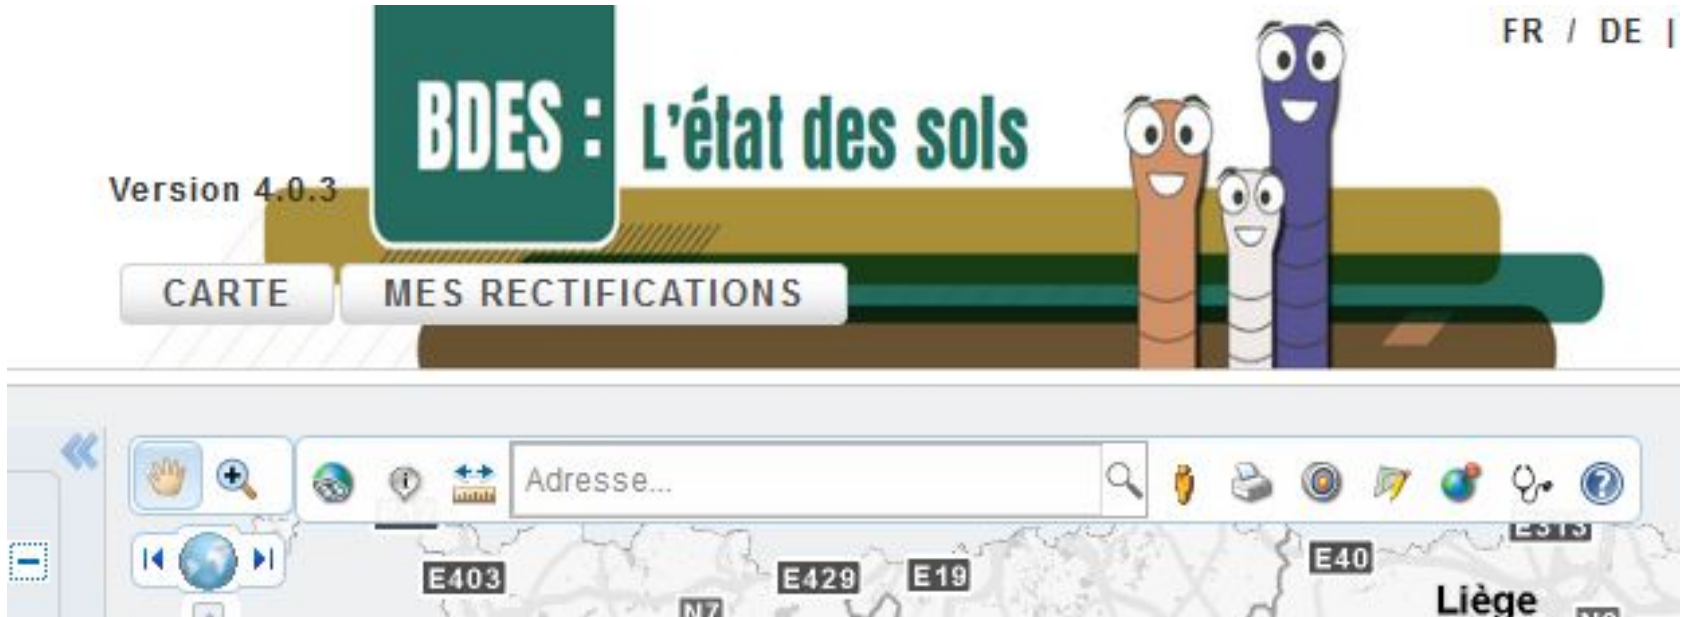 FR / DE |
BDES : L'état des sols
Version 4.0.3
CARTE MES RECTIFICATIONS
Adresse...
E313
E403 E429 E19 E40
N7 Liège